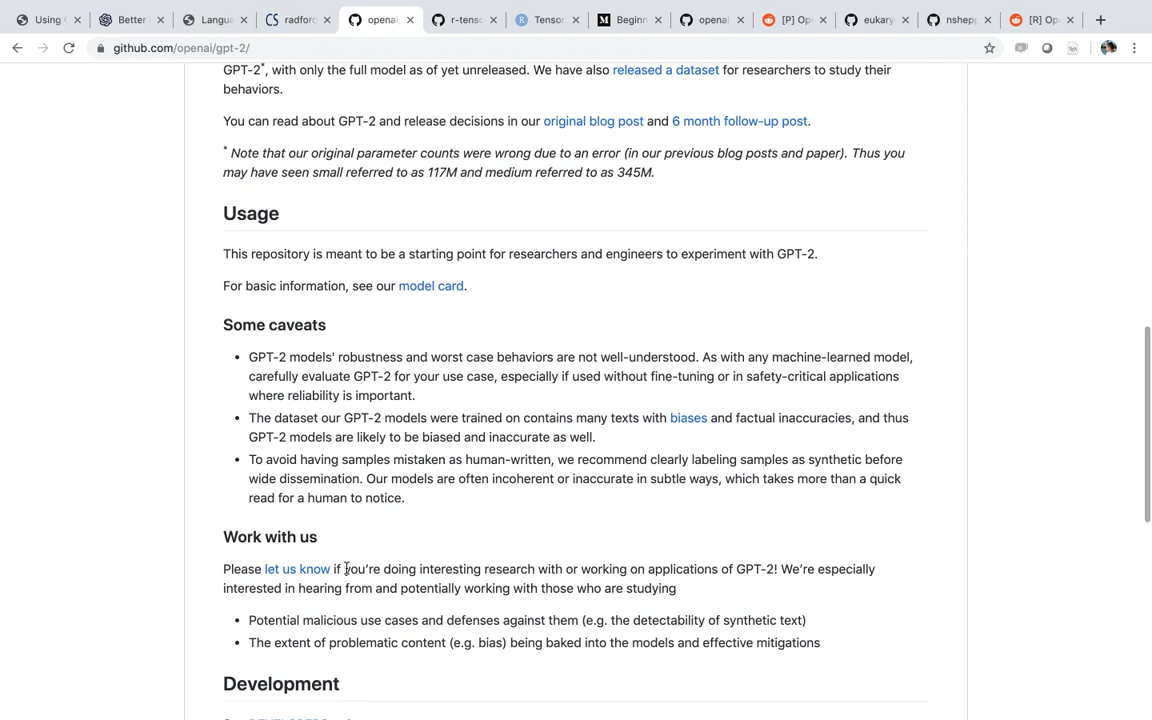 Using G
Better
Langua
radford
openai
r-tenso
Tensor
Beginn
openai
[P] Op
eukary
nshepp
[R] Op
github.com/openai/gpt-2/
GPT-2*, with only the full model as of yet unreleased. We have also released a dataset for researchers to study their
behaviors.
You can read about GPT-2 and release decisions in our original blog post and 6 month follow-up post.
* Note that our original parameter counts were wrong due to an error (in our previous blog posts and paper). Thus you
may have seen small referred to as 117M and medium referred to as 345M.
Usage
This repository is meant to be a starting point for researchers and engineers to experiment with GPT-2.
For basic information, see our model card.
Some caveats
• GPT-2 models' robustness and worst case behaviors are not well-understood. As with any machine-learned model,
carefully evaluate GPT-2 for your use case, especially if used without fine-tuning or in safety-critical applications
where reliability is important.
• The dataset our GPT-2 models were trained on contains many texts with biases and factual inaccuracies, and thus
GPT-2 models are likely to be biased and inaccurate as well.
• To avoid having samples mistaken as human-written, we recommend clearly labeling samples as synthetic before
wide dissemination. Our models are often incoherent or inaccurate in subtle ways, which takes more than a quick
read for a human to notice.
Work with us
Please let us know if you're doing interesting research with or working on applications of GPT-2! We're especially
interested in hearing from and potentially working with those who are studying
• Potential malicious use cases and defenses against them (e.g. the detectability of synthetic text)
• The extent of problematic content (e.g. bias) being baked into the models and effective mitigations
Development